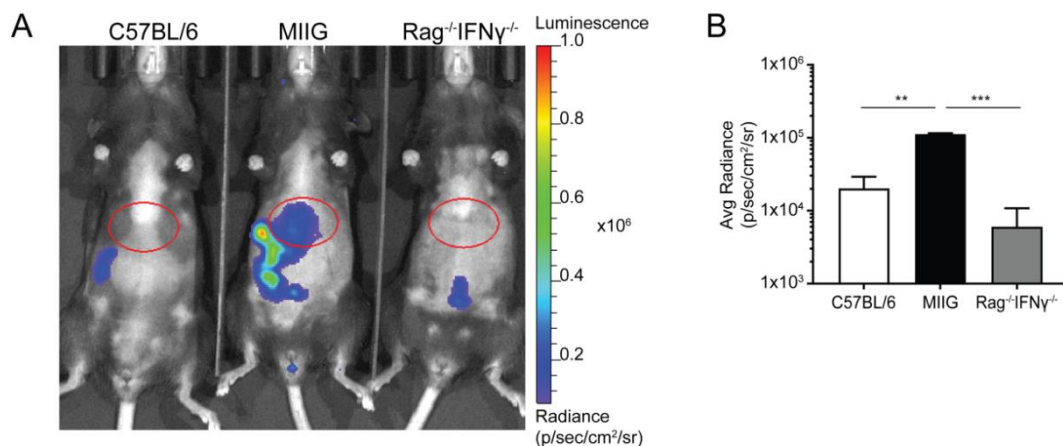 A
C57BL/6
MIIG
Rag⁻/⁻IFNγ⁻/⁻
Luminescence
1.0
0.8
0.6
x10⁶
0.4
0.2
Radiance
(p/sec/cm²/sr)
B
Avg Radiance
(p/sec/cm²/sr)
1x10⁶
1x10⁵
1x10⁴
1x10³
**
***
C57BL/6
MIIG
Rag⁻/⁻IFNγ⁻/⁻